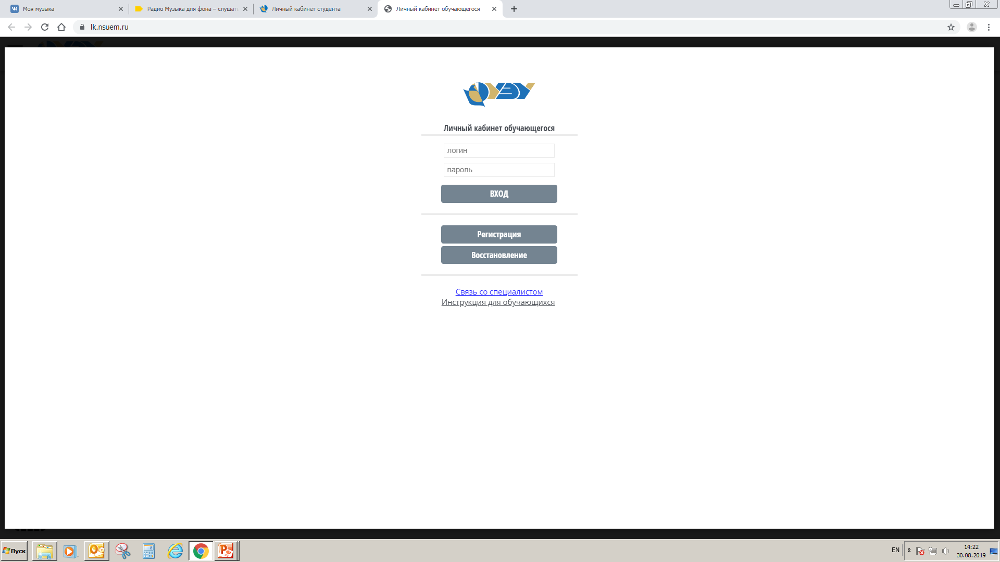 Моя музыка
Радио Музыка для фона – слушат
Личный кабинет студента
Личный кабинет обучающегося
lk.nsuem.ru
Личный кабинет обучающегося
логин
пароль
ВХОД
Регистрация
Восстановление
Связь со специалистом
Инструкция для обучающихся
Пуск
EN
14:22
30.08.2019